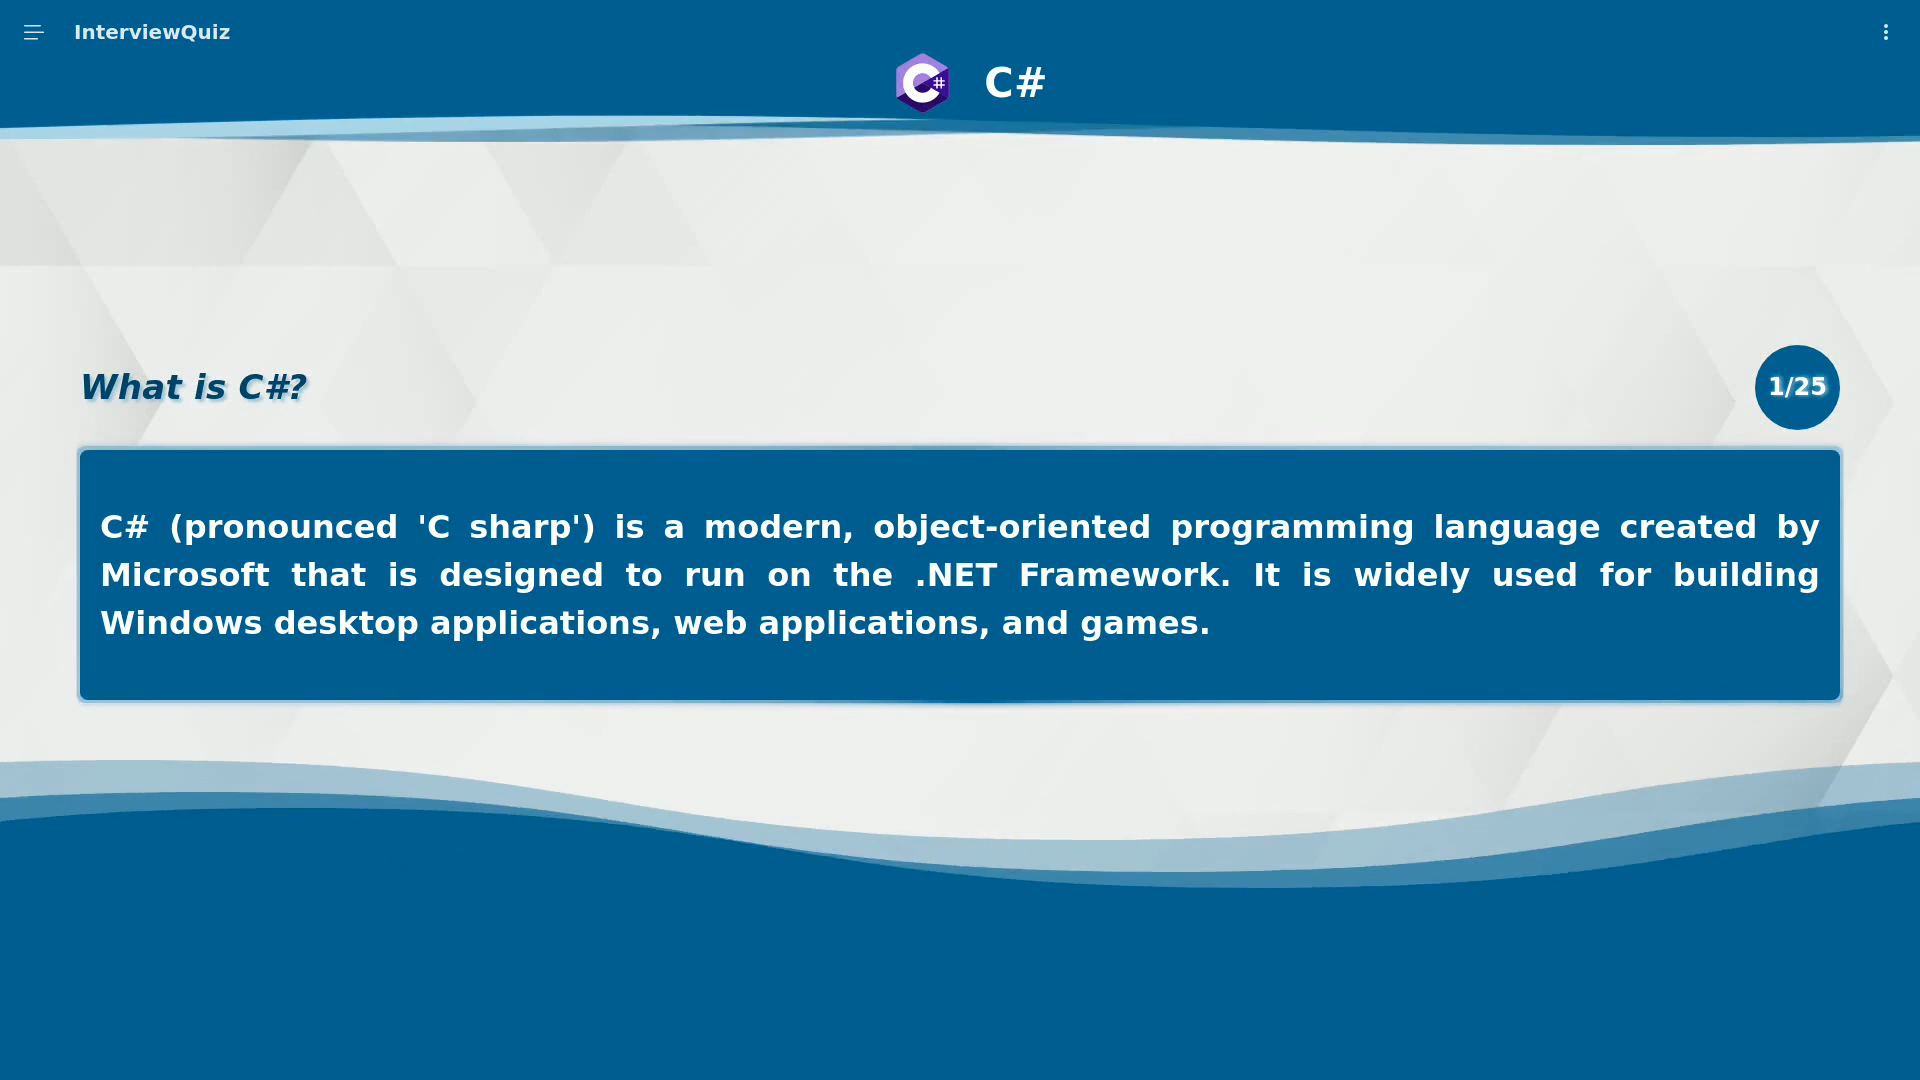 InterviewQuiz
C#
What is C#?
1/25
C# (pronounced 'C sharp') is a modern, object-oriented programming language created by
Microsoft that is designed to run on the .NET Framework. It is widely used for building
Windows desktop applications, web applications, and games.